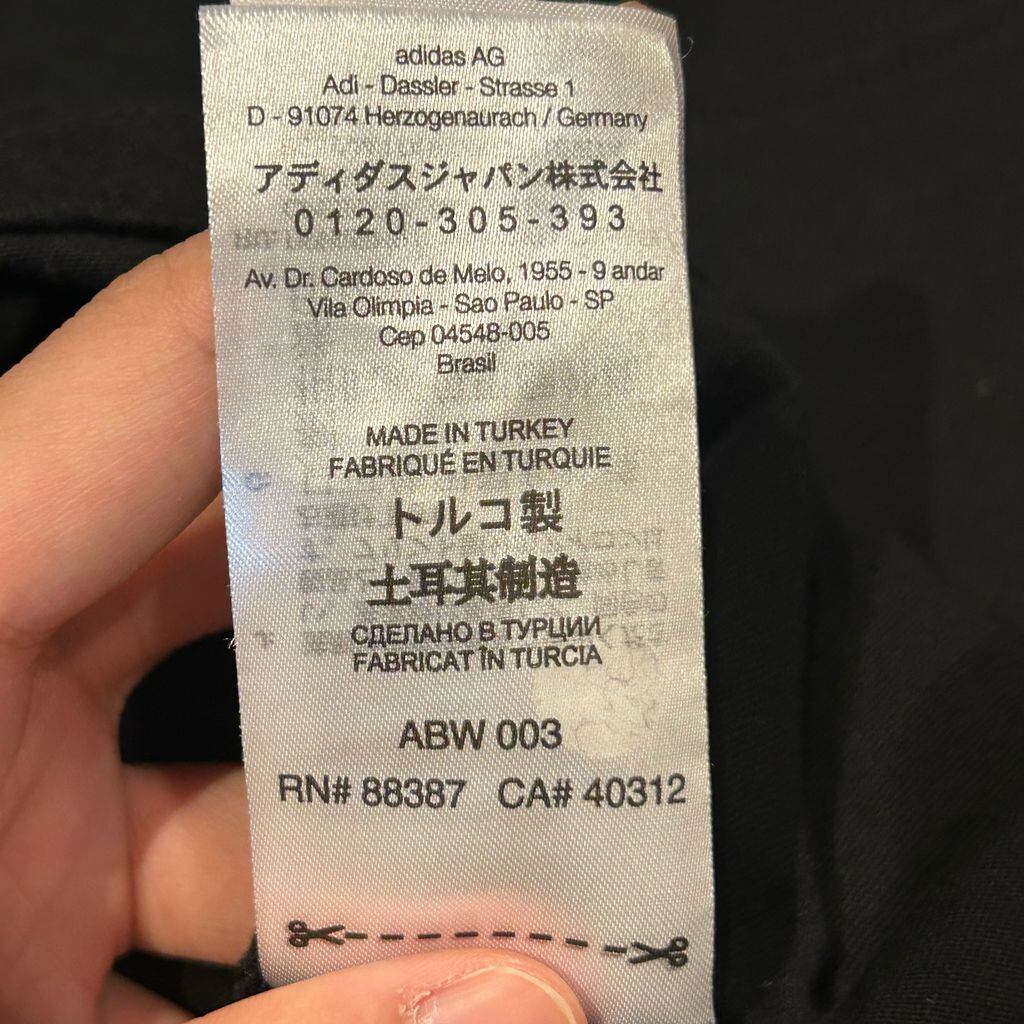 adidas AG
Adi - Dassler - Strasse 1
D - 91074 Herzogenaurach / Germany
アディダスジャパン株式会社
0120-305-393
Av. Dr. Cardoso de Melo, 1955 - 9 andar
Vila Olimpia - Sao Paulo - SP
Cep 04548-005
Brasil
MADE IN TURKEY
FABRIQUÉ EN TURQUIE
トルコ製
土耳其制造
СДЕЛАНО В ТУРЦИИ
FABRICAT ÎN TURCIA
ABW 003
RN# 88387 CA# 40312